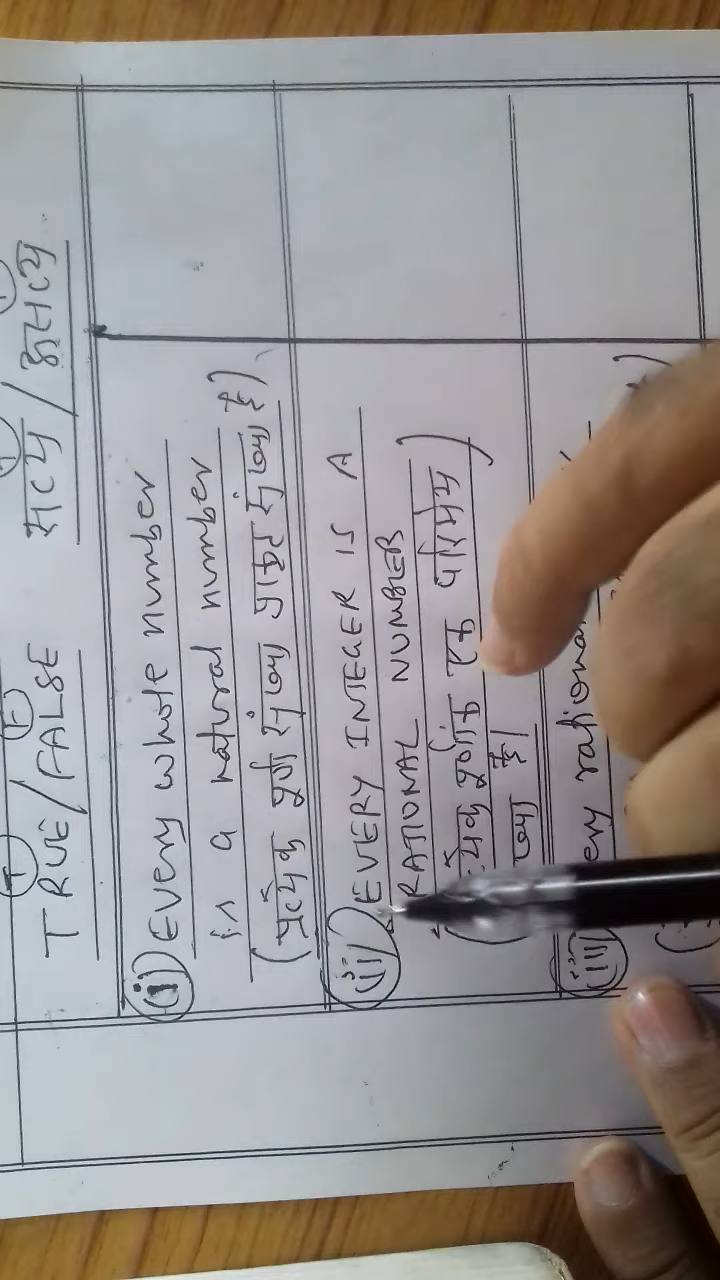 TRUE/FALSE सत्य/असत्य
T F
(i) Every whole number
is a natural number
(प्रत्येक पूर्ण संख्या प्राकृत संख्या है)
(ii) EVERY INTEGER IS A
RATIONAL NUMBER
पूर्णांक एक परिमेय
है।
(iii)